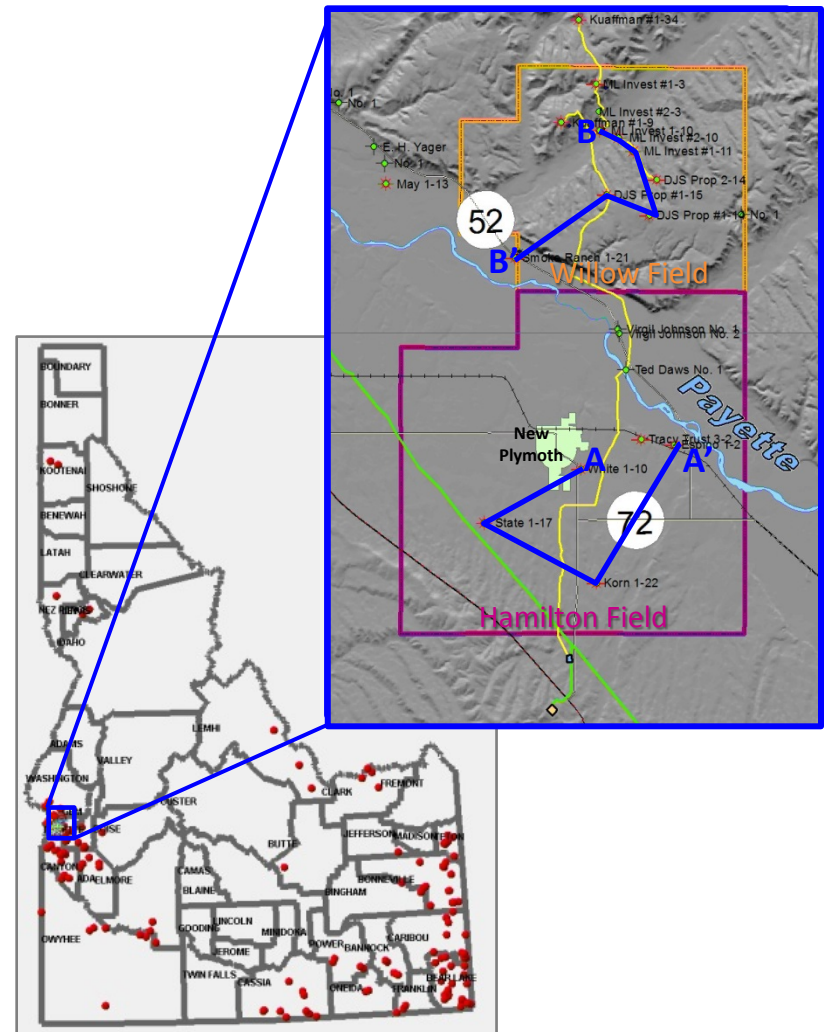 Kuaffman #1-34
ML Invest #1-3
No. 1
ML Invest #2-3
Kauffman #1-9
B
ML Invest 1-10
ML Invest #2-10
ML Invest #1-11
E. H. Yager
No. 1
May 1-13
DJS Prop 2-14
DJS Prop #1-15
DJS Prop #1-14
No. 1
52
B'
Smoke Ranch 1-21
Willow Field
Virgil Johnson No. 1
Virgil Johnson No. 2
Ted Daws No. 1
Payette
New
Plymoth
Tracy Trust 3-2
Espino 1-2
A
A'
White 1-10
State 1-17
72
Korn 1-22
Hamilton Field
BOUNDARY
BONNER
KOOTENAI
SHOSHONE
BENEWAH
LATAH
CLEARWATER
NEZ PERCE
LEWIS
IDAHO
ADAMS
LEMHI
VALLEY
WASHINGTON
CLARK
FREMONT
CUSTER
BOISE
BUTTE
JEFFERSON
MADISON
TETON
CANYON
ADA
ELMORE
CAMAS
BLAINE
BONNEVILLE
BINGHAM
GOODING
LINCOLN
MINIDOKA
JEROME
OWYHEE
POWER
BANNOCK
CARIBOU
TWIN FALLS
CASSIA
ONEIDA
FRANKLIN
BEAR LAKE